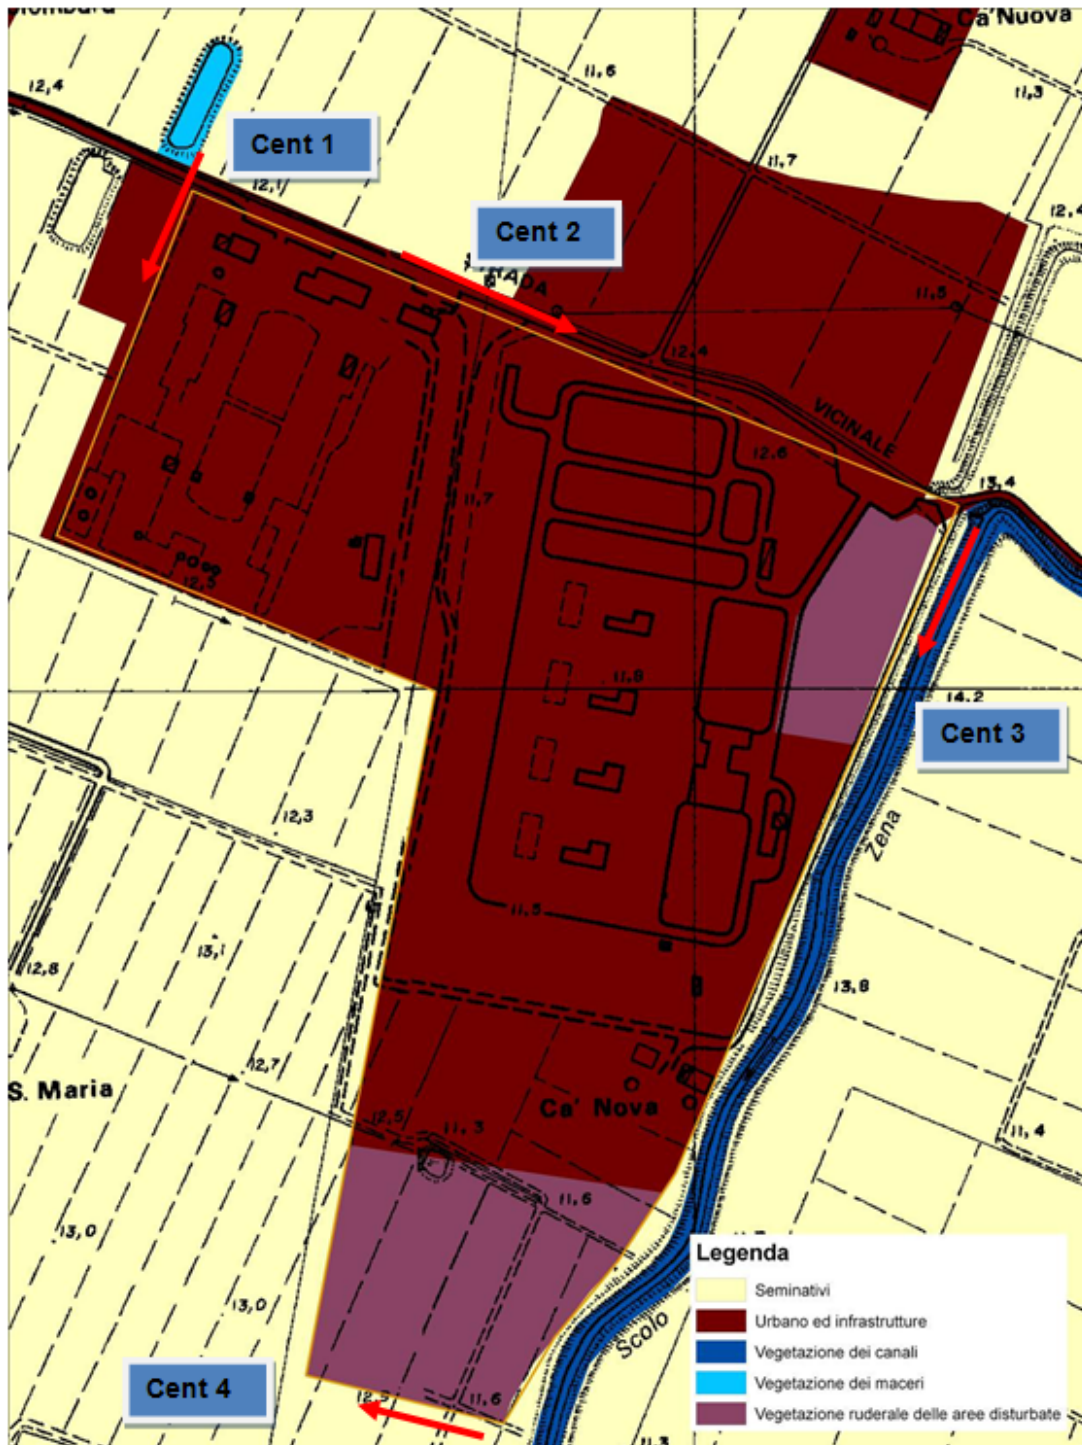 Ca'Nuova
11,6
12,4
11,3
Cent 1
11,7
12,1
12,4
Cent 2
STRADA
11,5
12,4
VICINALE
12,6
13,4
11,7
12,5
11,8
14,2
Cent 3
12,3
Zena
11,5
13,1
12,8
13,8
12,7
S. Maria
Ca' Nova
12,5
11,3
11,4
11,6
13,0
Legenda
Seminativi
13,0
Urbano ed infrastrutture
Scolo
Vegetazione dei canali
Cent 4
Vegetazione dei maceri
11,6
Vegetazione ruderale delle aree disturbate
11,3